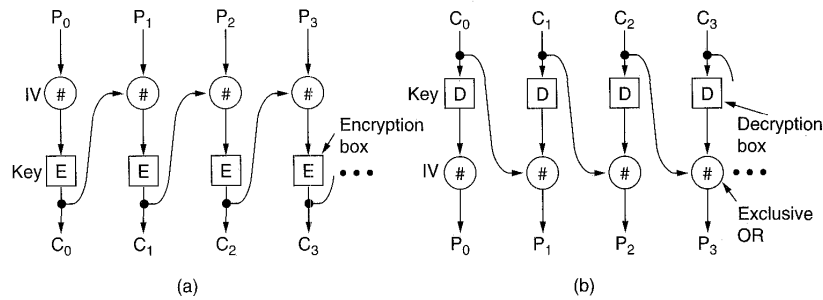 P0 P1 P2 P3
IV # # # #
Encryption
box
Key E E E E
C0 C1 C2 C3
(a)
C0 C1 C2 C3
Key D D D D
Decryption
box
IV # # # #
Exclusive
OR
P0 P1 P2 P3
(b)